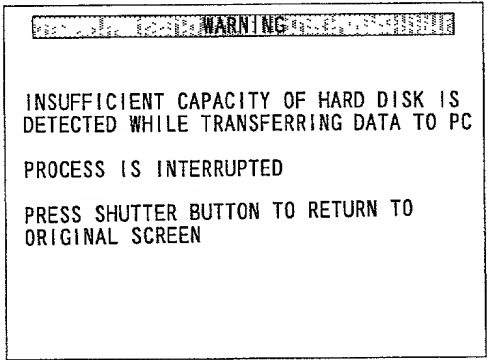 WARNING
INSUFFICIENT CAPACITY OF HARD DISK IS
DETECTED WHILE TRANSFERRING DATA TO PC
PROCESS IS INTERRUPTED
PRESS SHUTTER BUTTON TO RETURN TO
ORIGINAL SCREEN